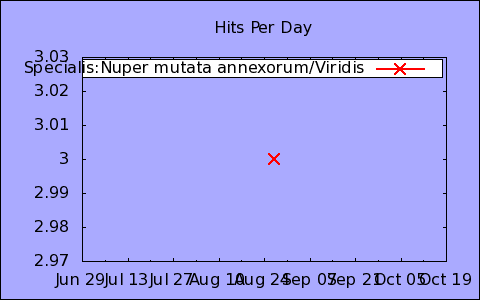 Hits Per Day
3.03
Specialis:Nuper mutata annexorum/Viridis
3.02
3.01
3
2.99
2.98
2.97
Jun 29 Jul 13 Jul 27 Aug 10 Aug 24 Sep 07 Sep 21 Oct 05 Oct 19